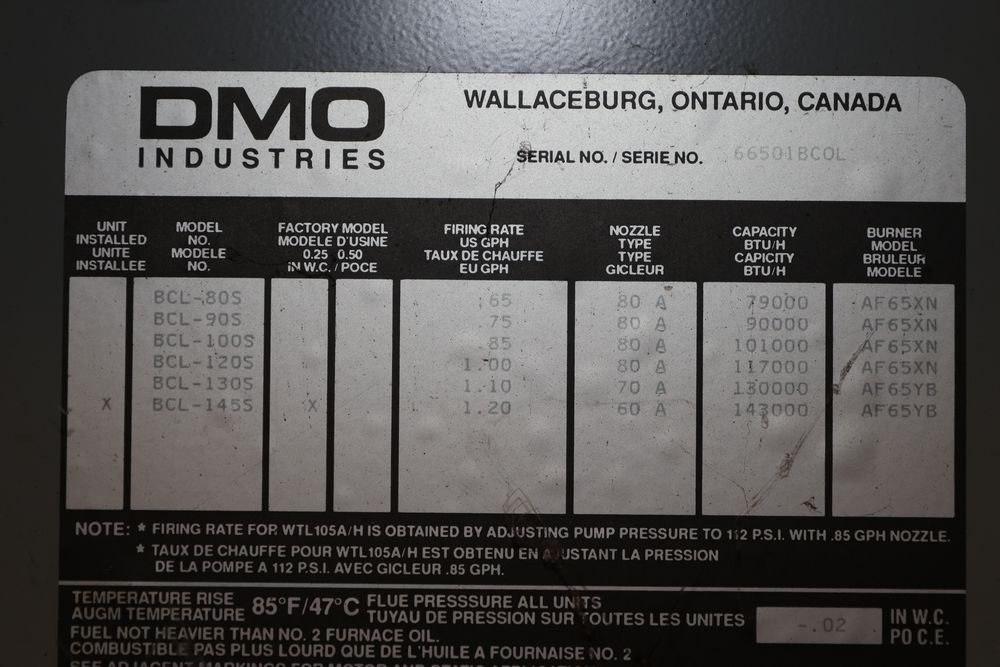 DMO
INDUSTRIES
WALLACEBURG, ONTARIO, CANADA
SERIAL NO. / SERIE NO. 66501BCOL
UNIT INSTALLED UNITE INSTALLEE
MODEL NO. MODELE NO.
FACTORY MODEL MODELE D'USINE 0.25 0.50 IN W.C. / POCE
FIRING RATE US GPH TAUX DE CHAUFFE EU GPH
NOZZLE TYPE TYPE GICLEUR
CAPACITY BTU/H CAPICITY BTU/H
BURNER MODEL BRULEUR MODELE
BCL-80S .65 80 A 79000 AF65XN
BCL-90S .75 80 A 90000 AF65XN
BCL-100S .85 80 A 101000 AF65XN
BCL-120S 1.00 80 A 117000 AF65XN
BCL-130S 1.10 70 A 130000 AF65YB
X BCL-145S X 1.20 60 A 143000 AF65YB
NOTE: * FIRING RATE FOR WTL105A/H IS OBTAINED BY ADJUSTING PUMP PRESSURE TO 112 P.S.I. WITH .85 GPH NOZZLE.
* TAUX DE CHAUFFE POUR WTL105A/H EST OBTENU EN AJUSTANT LA PRESSION
DE LA POMPE A 112 P.S.I. AVEC GICLEUR .85 GPH.
TEMPERATURE RISE
AUGM TEMPERATURE 85°F/47°C
FLUE PRESSSURE ALL UNITS
TUYAU DE PRESSION SUR TOUTES LES UNITES -.02 IN W.C.
PO C.E.
FUEL NOT HEAVIER THAN NO. 2 FURNACE OIL.
COMBUSTIBLE PAS PLUS LOURD QUE DE L'HUILE A FOURNAISE NO. 2
SEE ADJACENT MARKINGS FOR MOTOR AND STATIC